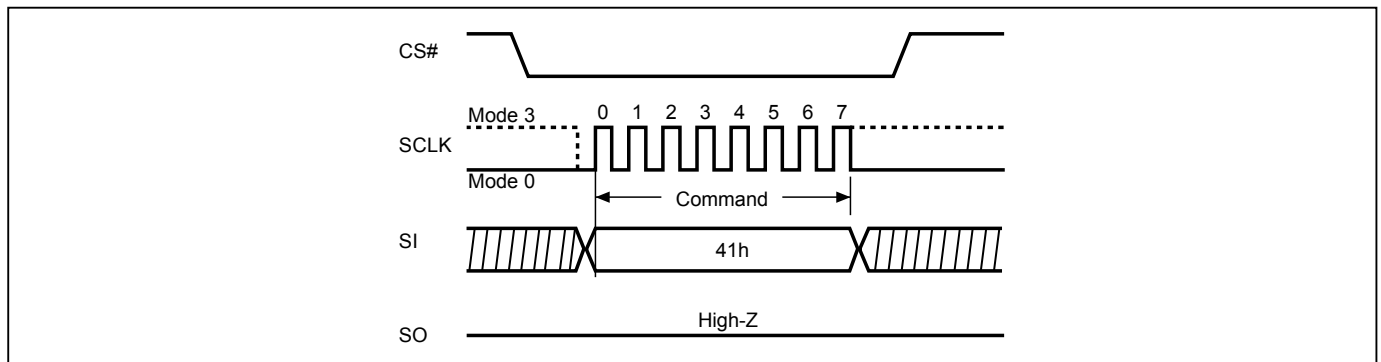 CS#
Mode 3
0 1 2 3 4 5 6 7
SCLK
Mode 0
Command
SI
41h
High-Z
SO